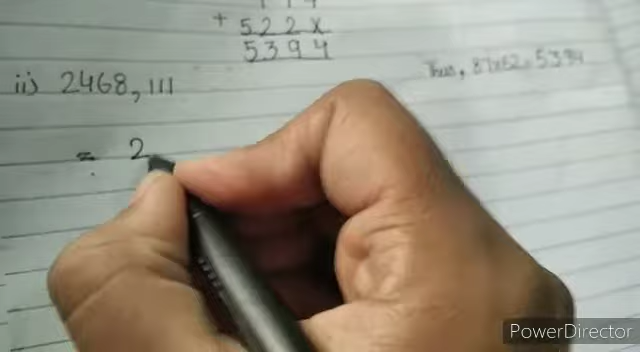 + 522x
5394
Thus, 87x62 = 5394
ii) 2468, 111
= 2
PowerDirector